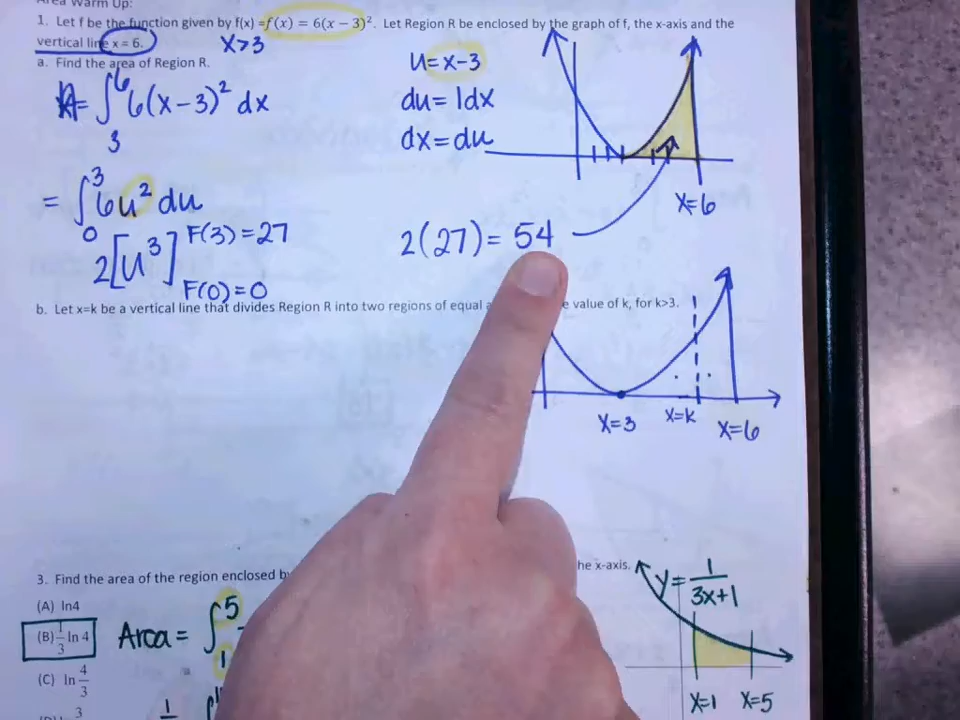 Area Warm Up:
1. Let f be the function given by f(x) =f(x) = 6(x − 3)². Let Region R be enclosed by the graph of f, the x-axis and the
vertical line x = 6.
x>3
a. Find the area of Region R.
A= ∫₃⁶ 6(x−3)² dx
u=x-3
du= 1dx
dx=du
= ∫₀³ 6u² du
2[u³] F(3)=27
F(0)=0
2(27)= 54
x=6
b. Let x=k be a vertical line that divides Region R into two regions of equal value of k, for k>3.
x=3 x=k x=6
3. Find the area of the region enclosed he x-axis.
(A) ln4
(B) 1/3 ln 4
(C) ln 4/3
3
Area = ∫₁⁵
1
y= 1/3x+1
x=1 x=5